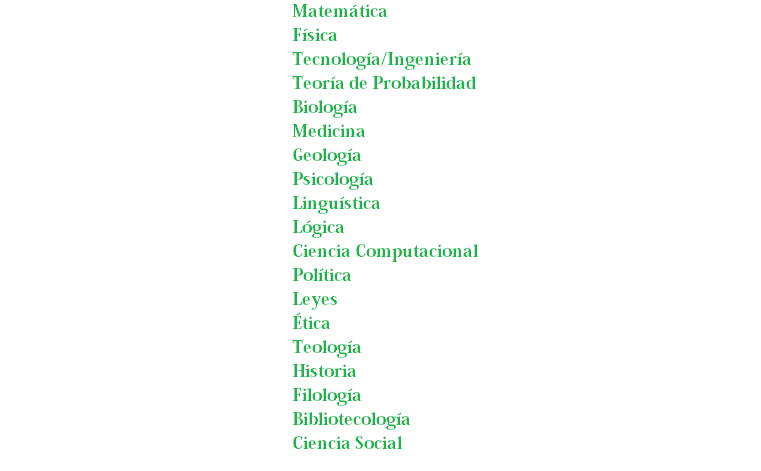 Matemática
Física
Tecnología/Ingeniería
Teoría de Probabilidad
Biología
Medicina
Geología
Psicología
Linguística
Lógica
Ciencia Computacional
Política
Leyes
Ética
Teología
Historia
Filología
Bibliotecología
Ciencia Social